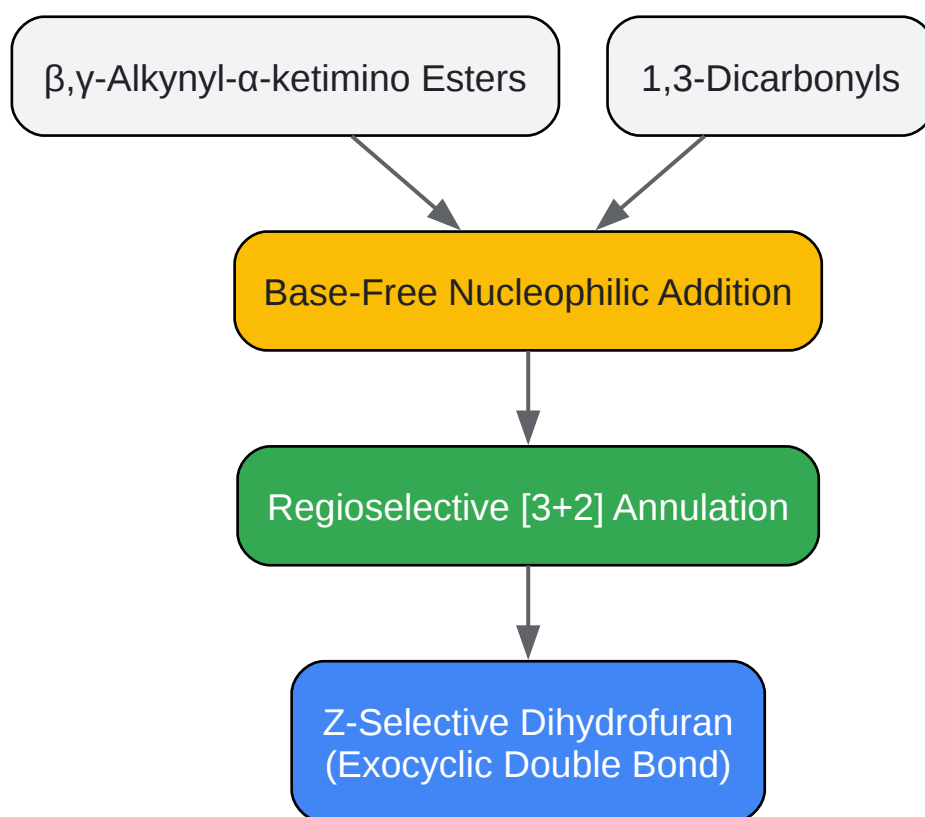 β,γ-Alkynyl-α-ketimino Esters
1,3-Dicarbonyls
Base-Free Nucleophilic Addition
Regioselective [3+2] Annulation
Z-Selective Dihydrofuran
(Exocyclic Double Bond)